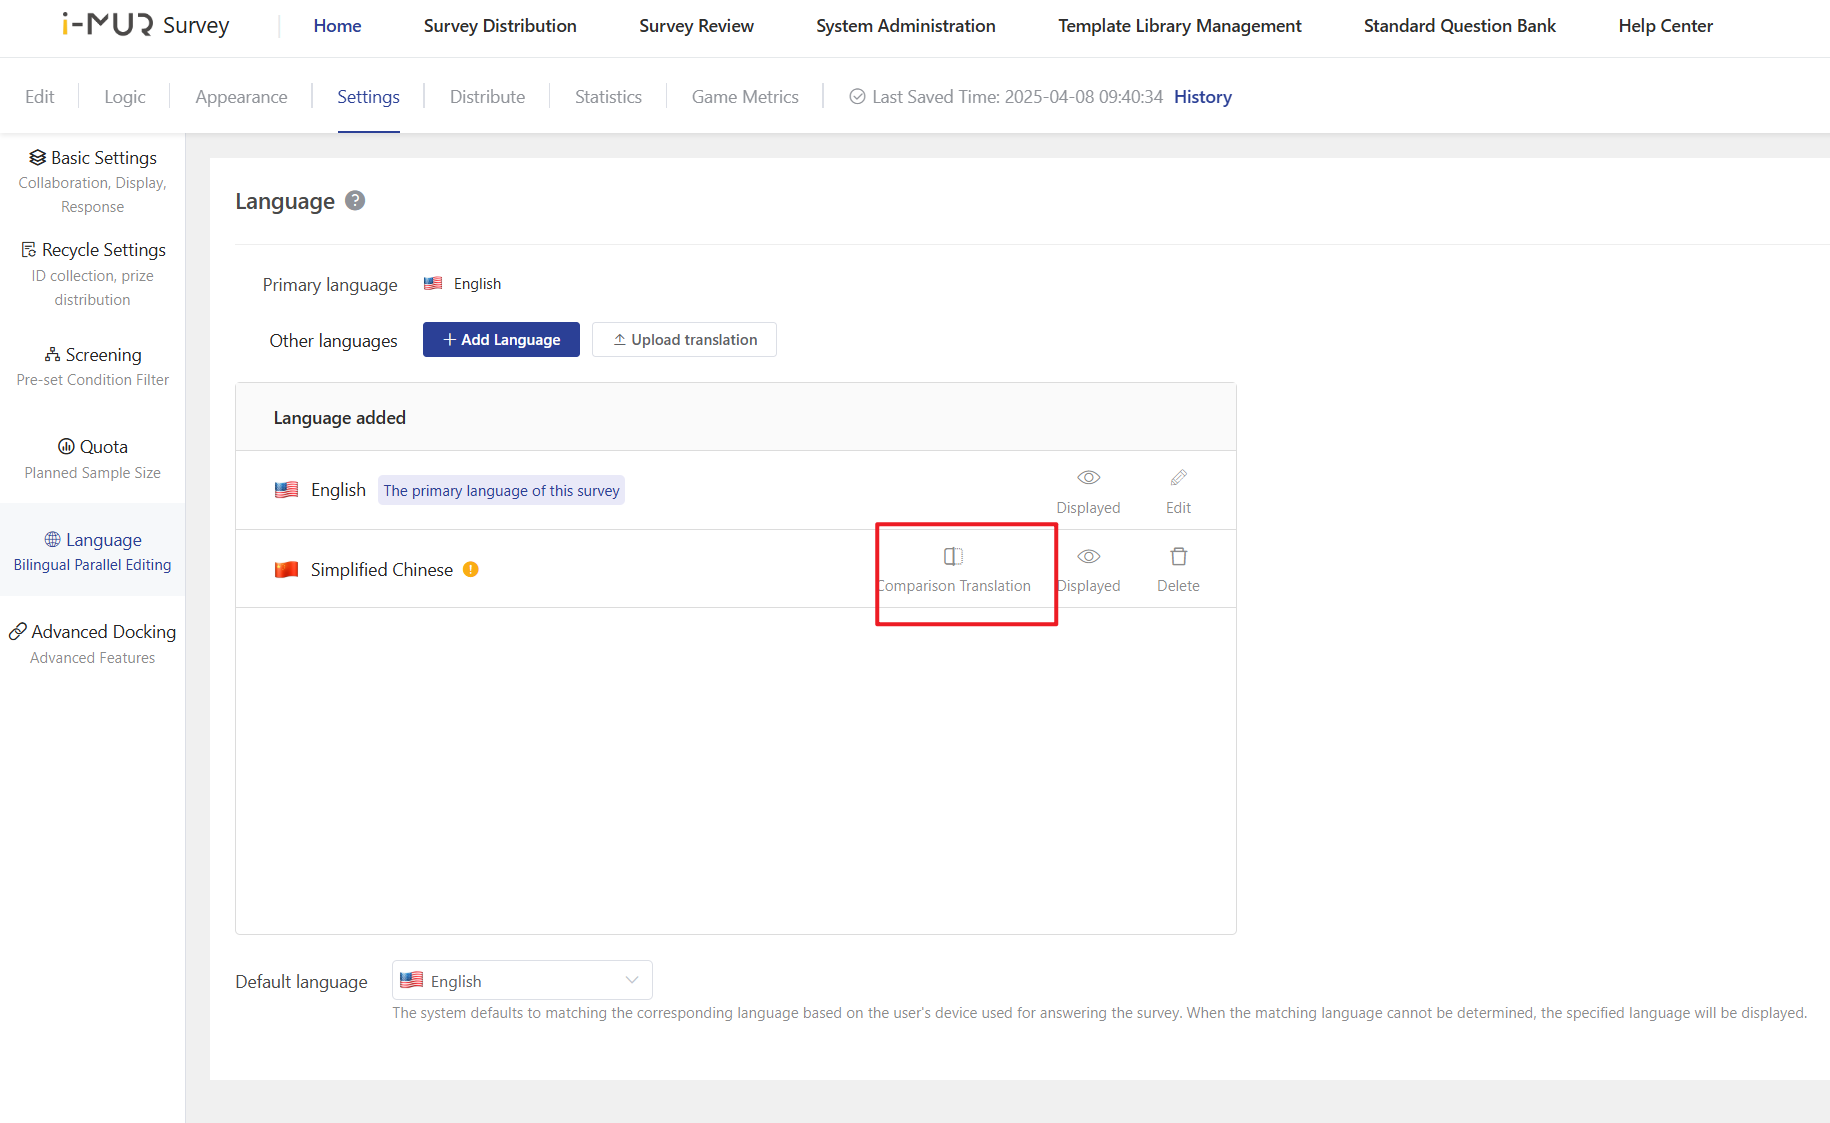 i-MUR Survey
Home
Survey Distribution
Survey Review
System Administration
Template Library Management
Standard Question Bank
Help Center
Edit
Logic
Appearance
Settings
Distribute
Statistics
Game Metrics
Last Saved Time: 2025-04-08 09:40:34 History
Basic Settings
Collaboration, Display,
Response
Recycle Settings
ID collection, prize
distribution
Screening
Pre-set Condition Filter
Quota
Planned Sample Size
Language
Bilingual Parallel Editing
Advanced Docking
Advanced Features
Language ?
Primary language English
Other languages + Add Language Upload translation
Language added
English The primary language of this survey
Displayed
Edit
Simplified Chinese
Comparison Translation
Displayed
Delete
Default language English
The system defaults to matching the corresponding language based on the user's device used for answering the survey. When the matching language cannot be determined, the specified language will be displayed.